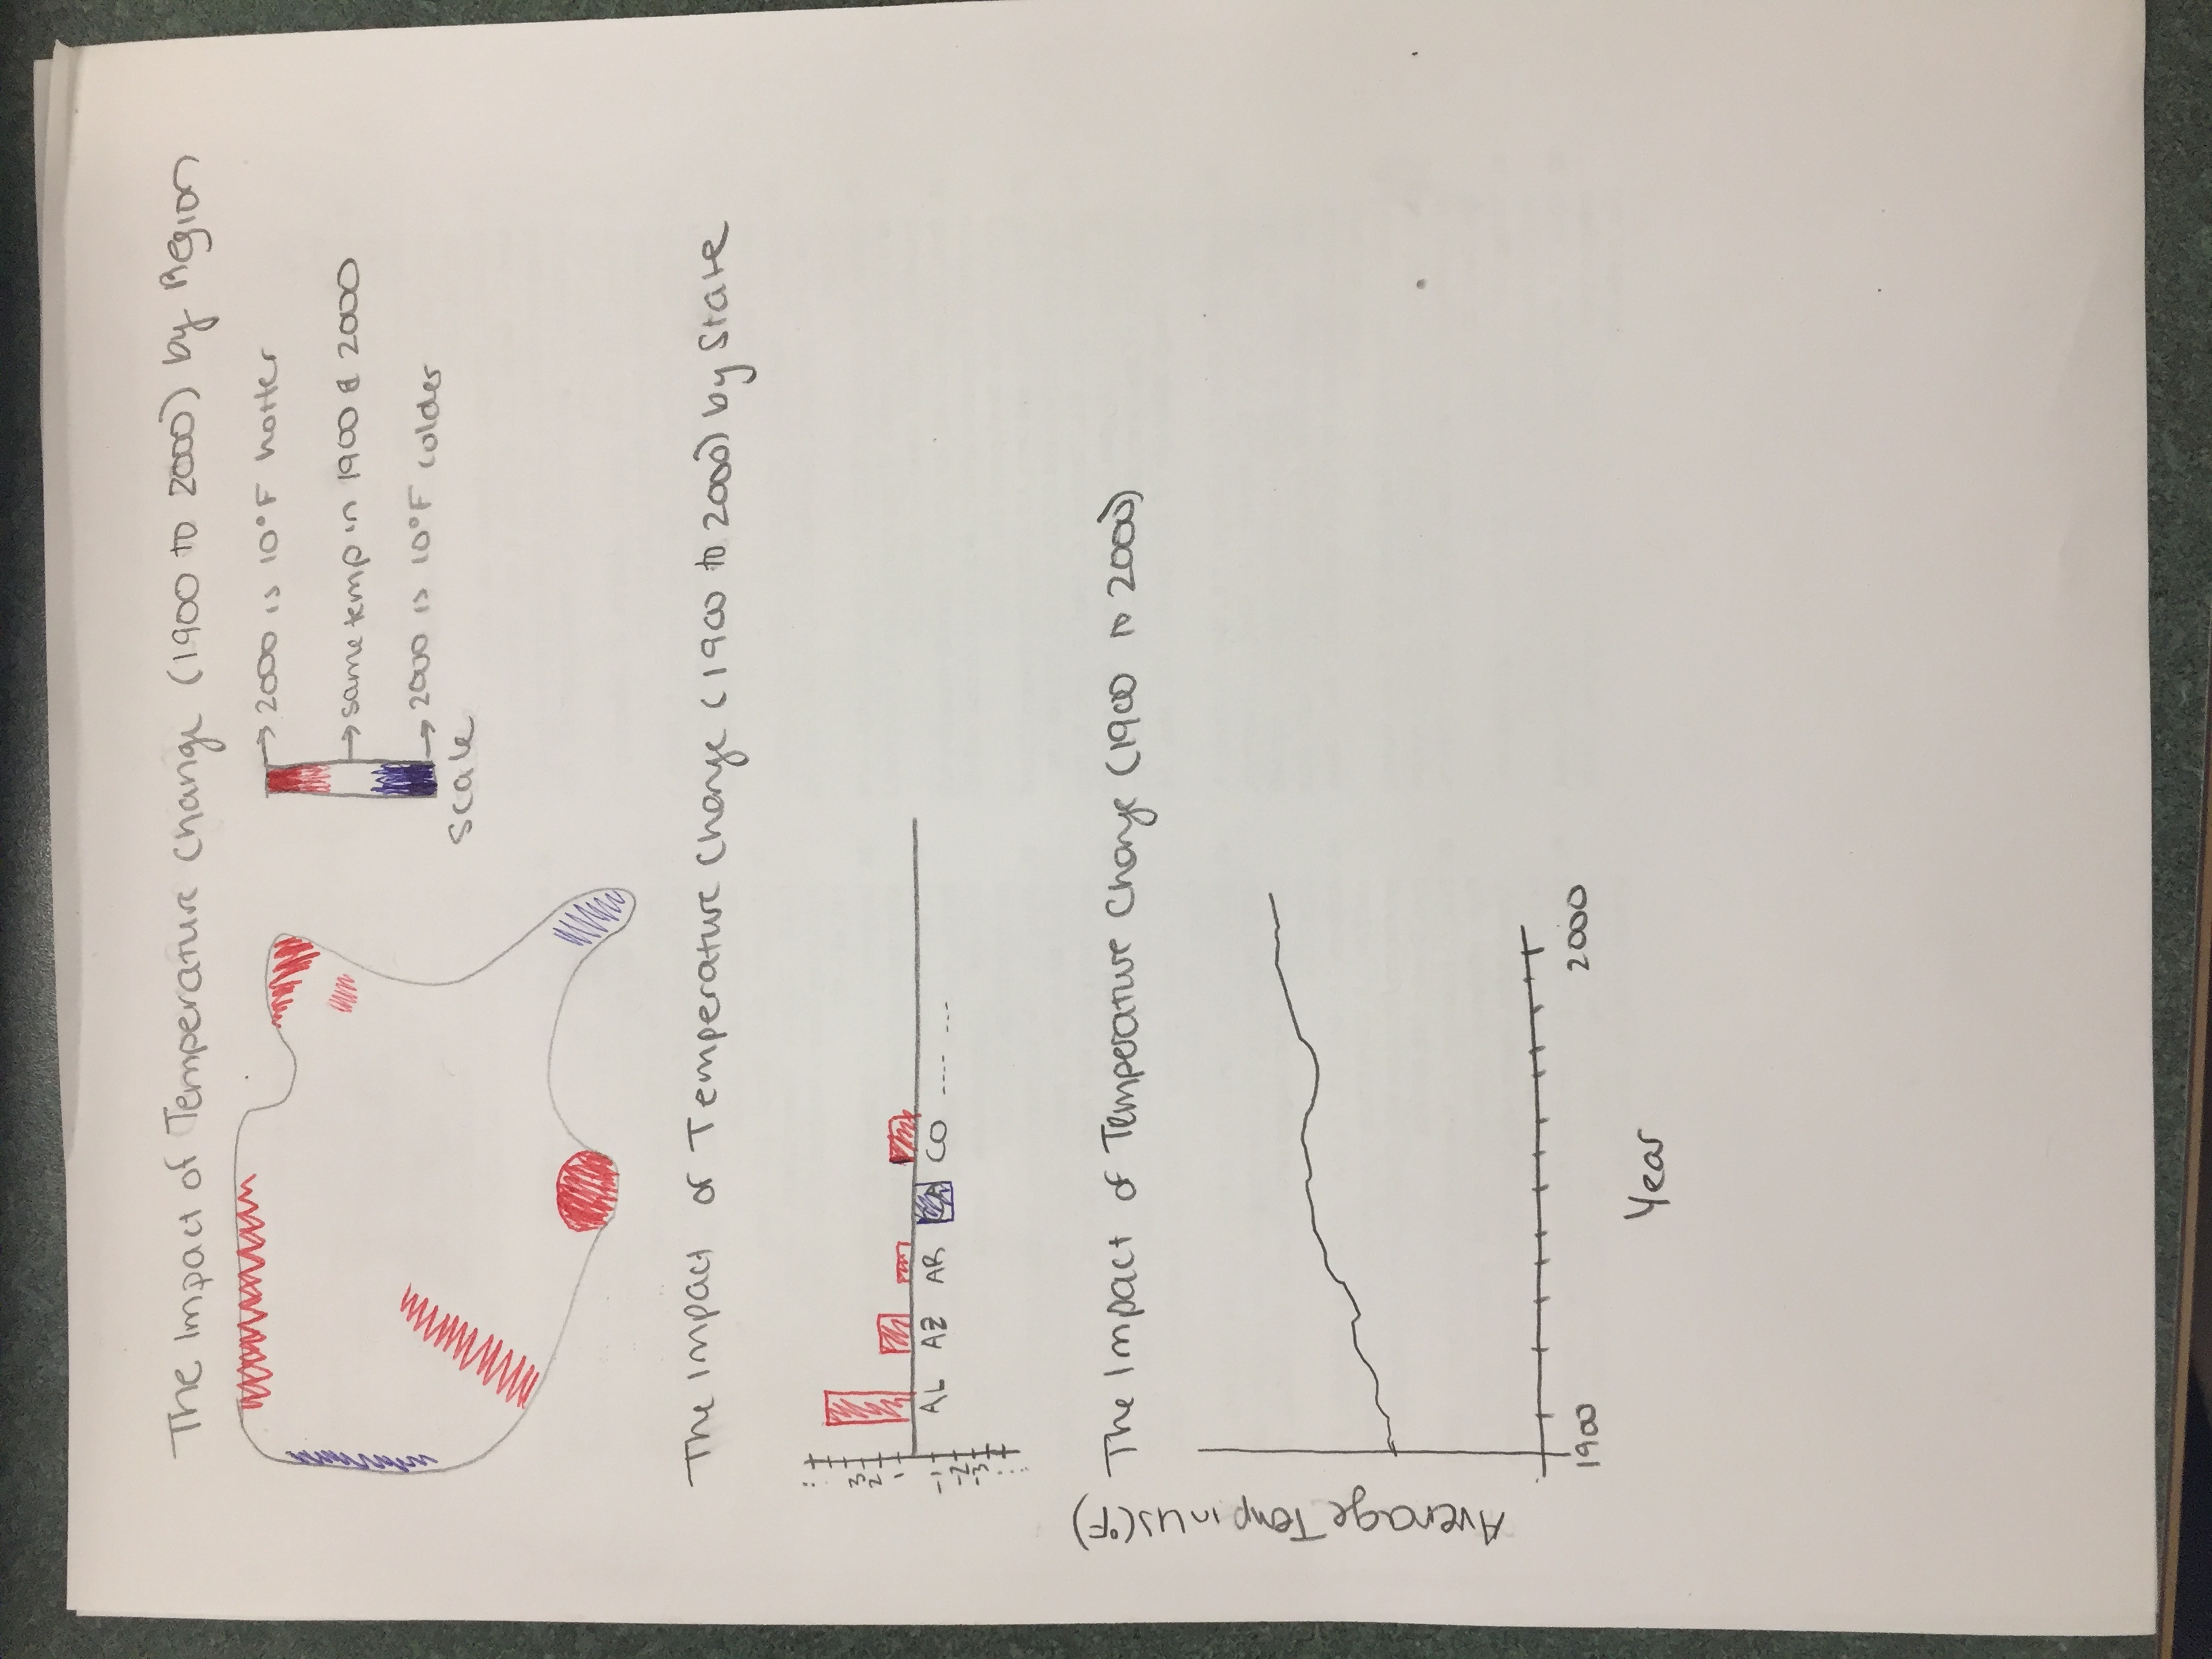 The Impact of Temperature Change (1900 to 2000) by Region
→ 2000 is 10°F hotter
→ same temp in 1900 & 2000
→ 2000 is 10°F colder
Scale
The Impact of Temperature Change (1900 to 2000) by State
3
2
1
AL AZ AR CA CO ---- ---
-1
-2
-3
The Impact of Temperature Change (1900 to 2000)
Average Temp in US (°F)
1900 2000
Year